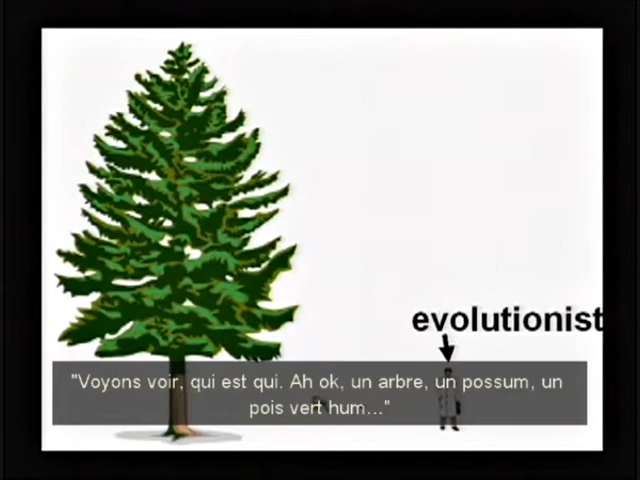 evolutionist
"Voyons voir, qui est qui. Ah ok, un arbre, un possum, un
pois vert hum..."